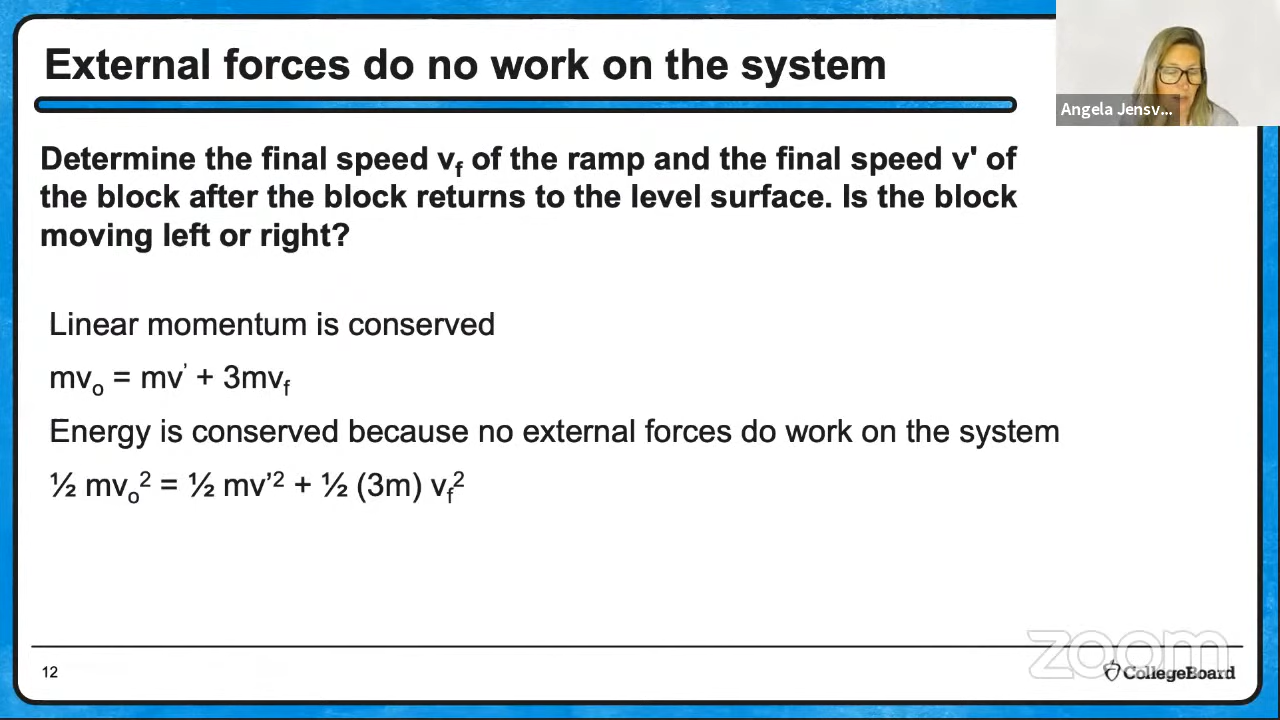 External forces do no work on the system
Angela Jensv...
Determine the final speed vf of the ramp and the final speed v' of
the block after the block returns to the level surface. Is the block
moving left or right?
Linear momentum is conserved
mvo = mv' + 3mvf
Energy is conserved because no external forces do work on the system
½ mvo² = ½ mv’² + ½ (3m) vf²
zoom
12
CollegeBoard